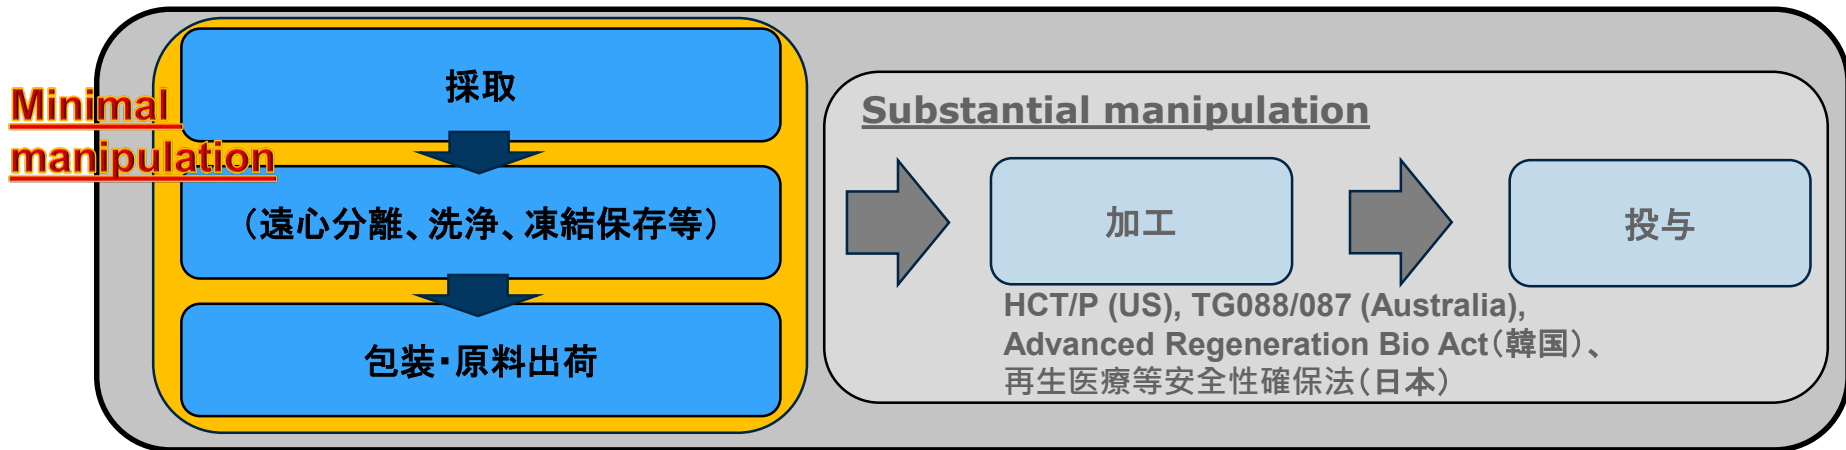 Minimal
manipulation
採取
（遠心分離、洗浄、凍結保存等）
包装・原料出荷
Substantial manipulation
加工
投与
HCT/P (US), TG088/087 (Australia),
Advanced Regeneration Bio Act（韓国）、
再生医療等安全性確保法（日本）